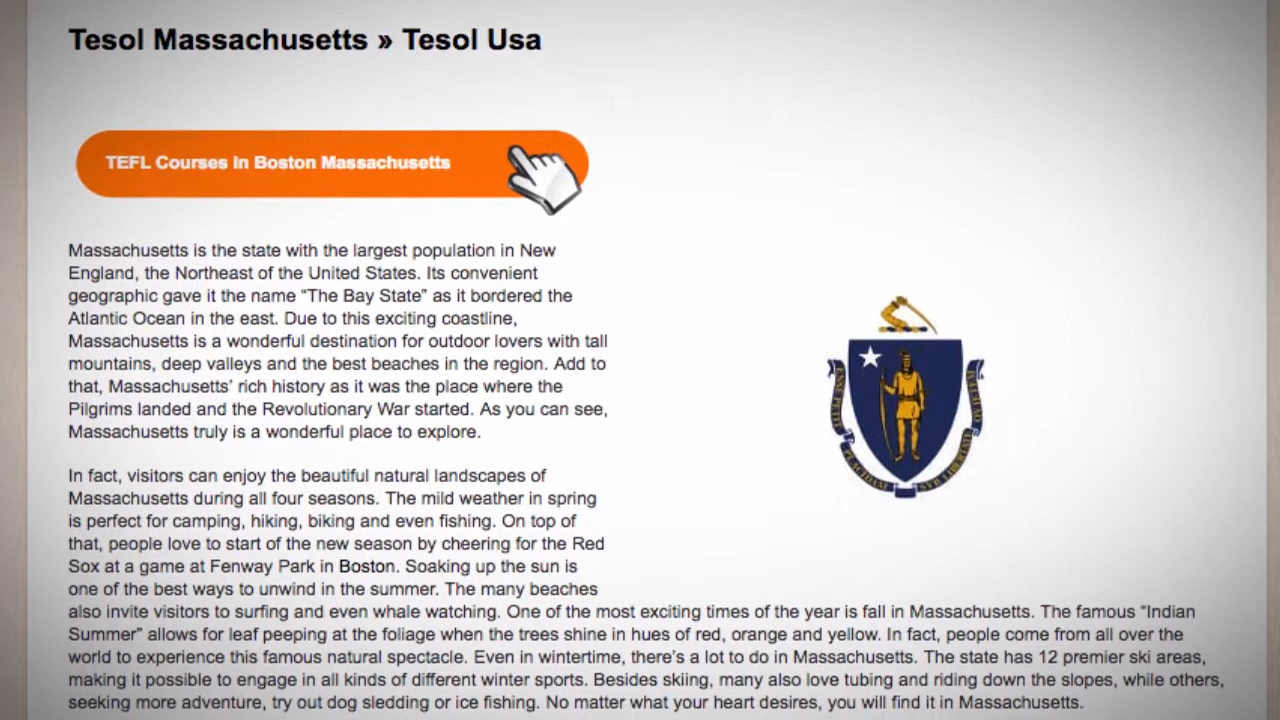 Tesol Massachusetts » Tesol Usa
TEFL Courses In Boston Massachusetts
Massachusetts is the state with the largest population in New
England, the Northeast of the United States. Its convenient
geographic gave it the name “The Bay State” as it bordered the
Atlantic Ocean in the east. Due to this exciting coastline,
Massachusetts is a wonderful destination for outdoor lovers with tall
mountains, deep valleys and the best beaches in the region. Add to
that, Massachusetts’ rich history as it was the place where the
Pilgrims landed and the Revolutionary War started. As you can see,
Massachusetts truly is a wonderful place to explore.
In fact, visitors can enjoy the beautiful natural landscapes of
Massachusetts during all four seasons. The mild weather in spring
is perfect for camping, hiking, biking and even fishing. On top of
that, people love to start of the new season by cheering for the Red
Sox at a game at Fenway Park in Boston. Soaking up the sun is
one of the best ways to unwind in the summer. The many beaches
also invite visitors to surfing and even whale watching. One of the most exciting times of the year is fall in Massachusetts. The famous “Indian
Summer” allows for leaf peeping at the foliage when the trees shine in hues of red, orange and yellow. In fact, people come from all over the
world to experience this famous natural spectacle. Even in wintertime, there’s a lot to do in Massachusetts. The state has 12 premier ski areas,
making it possible to engage in all kinds of different winter sports. Besides skiing, many also love tubing and riding down the slopes, while others,
seeking more adventure, try out dog sledding or ice fishing. No matter what your heart desires, you will find it in Massachusetts.